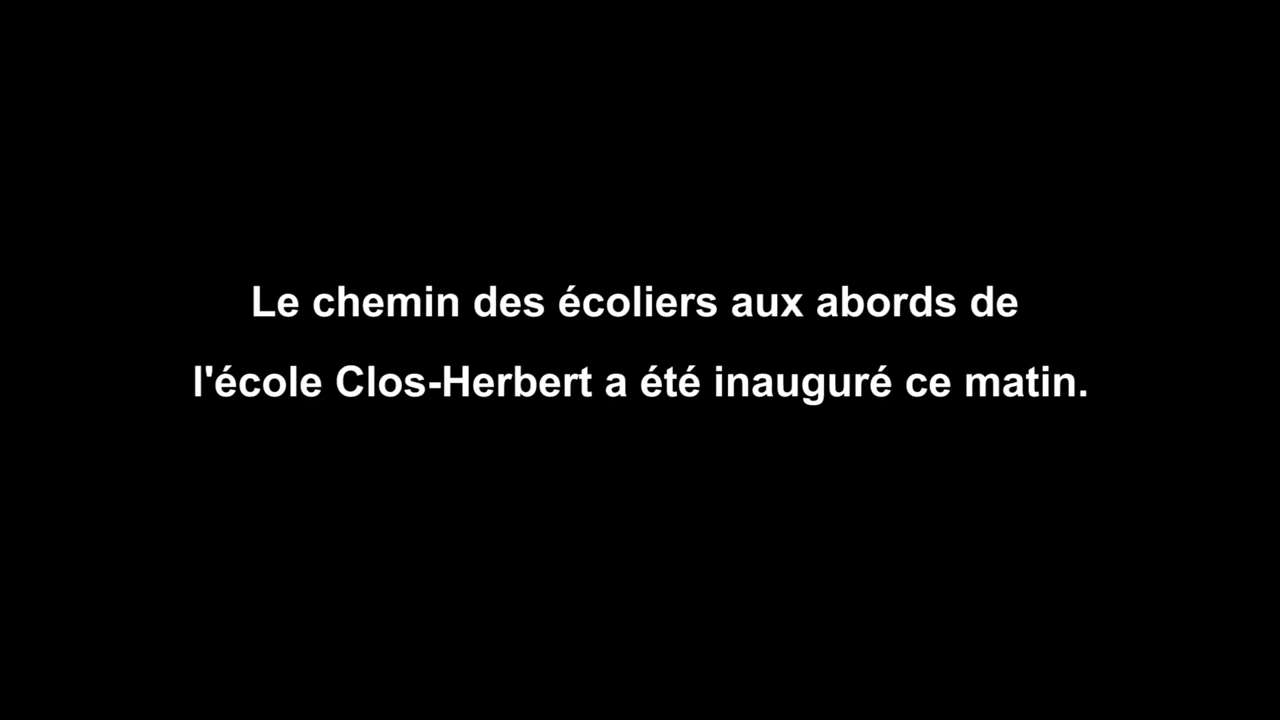 Le chemin des écoliers aux abords de
l'école Clos-Herbert a été inauguré ce matin.